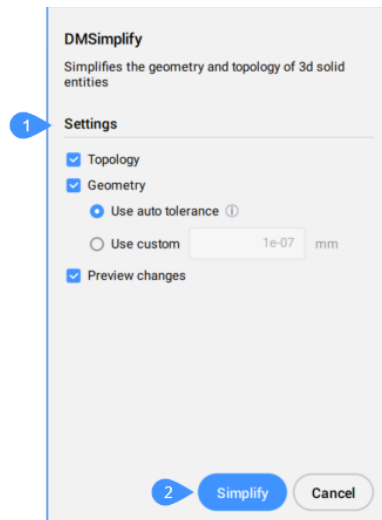 DMSimplify
Simplifies the geometry and topology of 3d solid
entities
1
Settings
Topology
Geometry
Use auto tolerance ⓘ
Use custom 1e-07 mm
Preview changes
2
Simplify Cancel